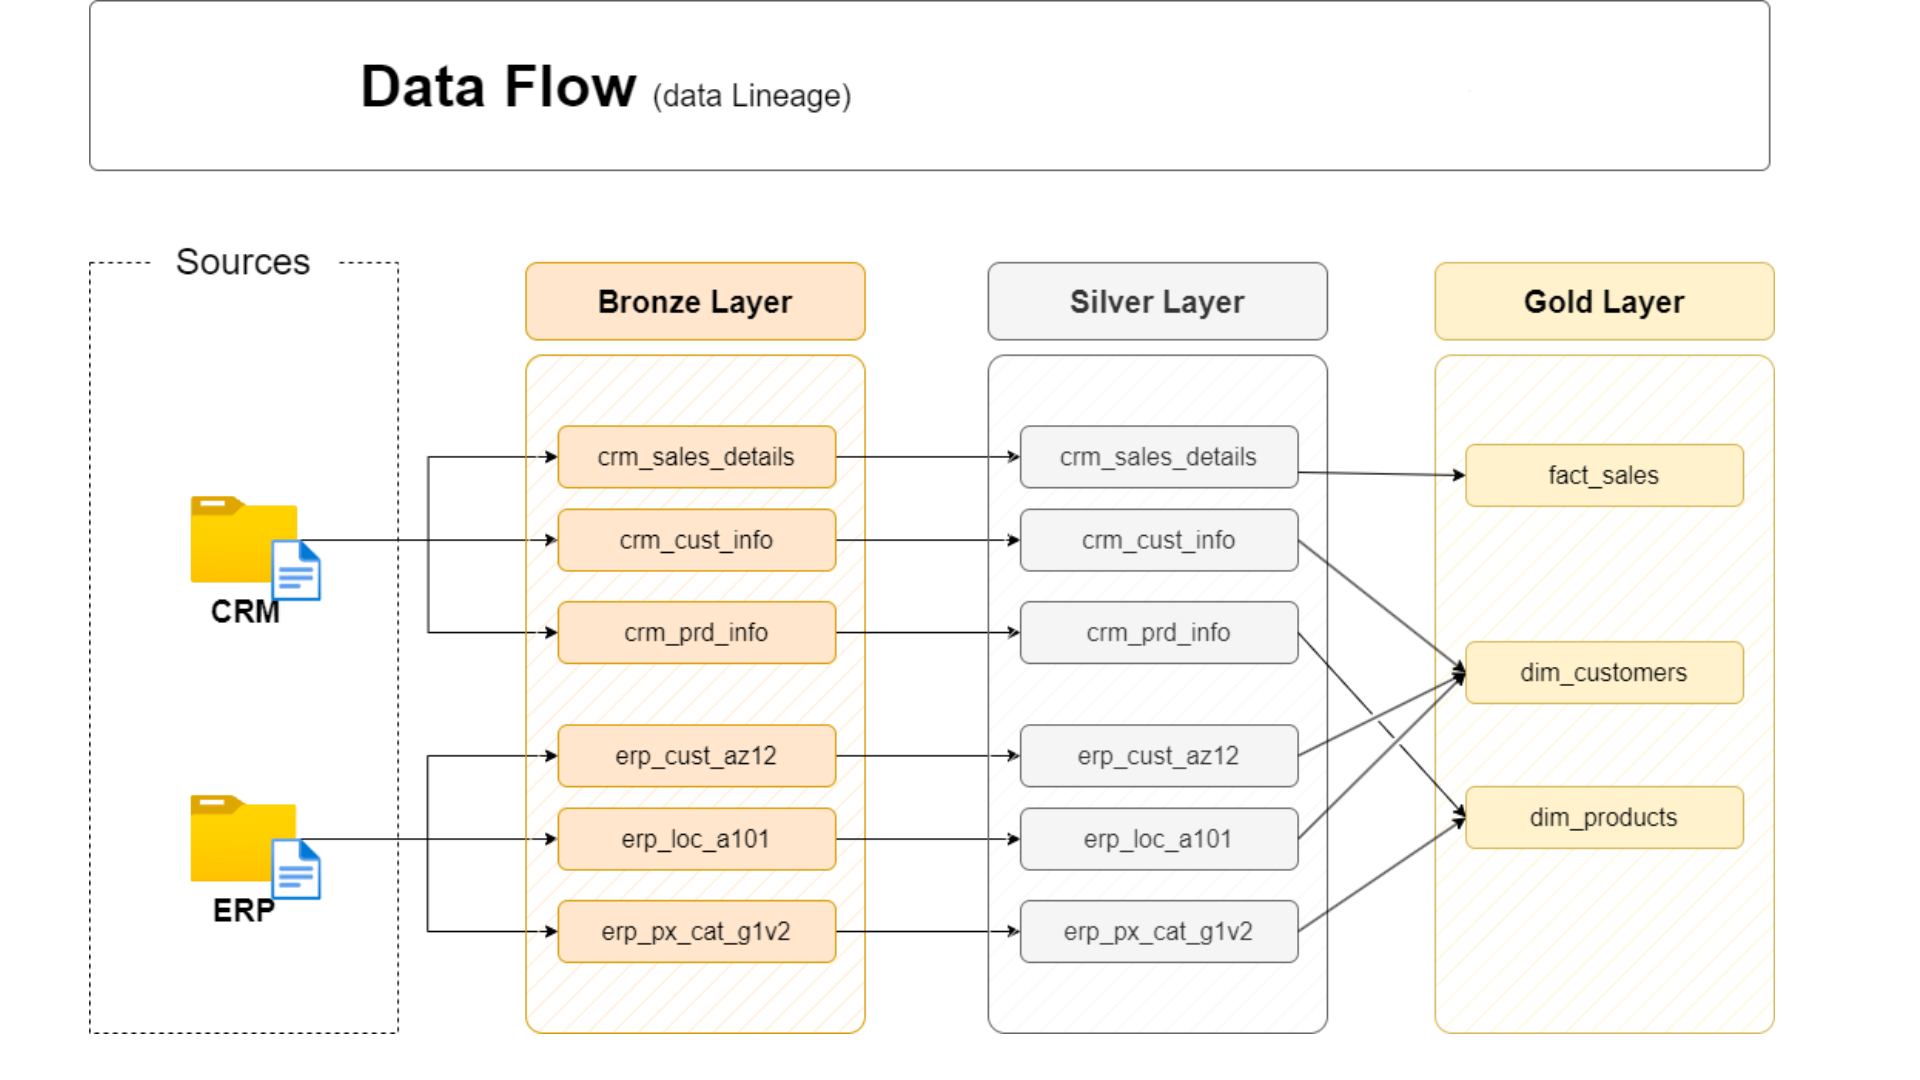 Data Flow (data Lineage)
Sources
Bronze Layer
Silver Layer
Gold Layer
crm_sales_details
crm_sales_details
fact_sales
crm_cust_info
crm_cust_info
CRM
crm_prd_info
crm_prd_info
dim_customers
erp_cust_az12
erp_cust_az12
dim_products
erp_loc_a101
erp_loc_a101
ERP
erp_px_cat_g1v2
erp_px_cat_g1v2